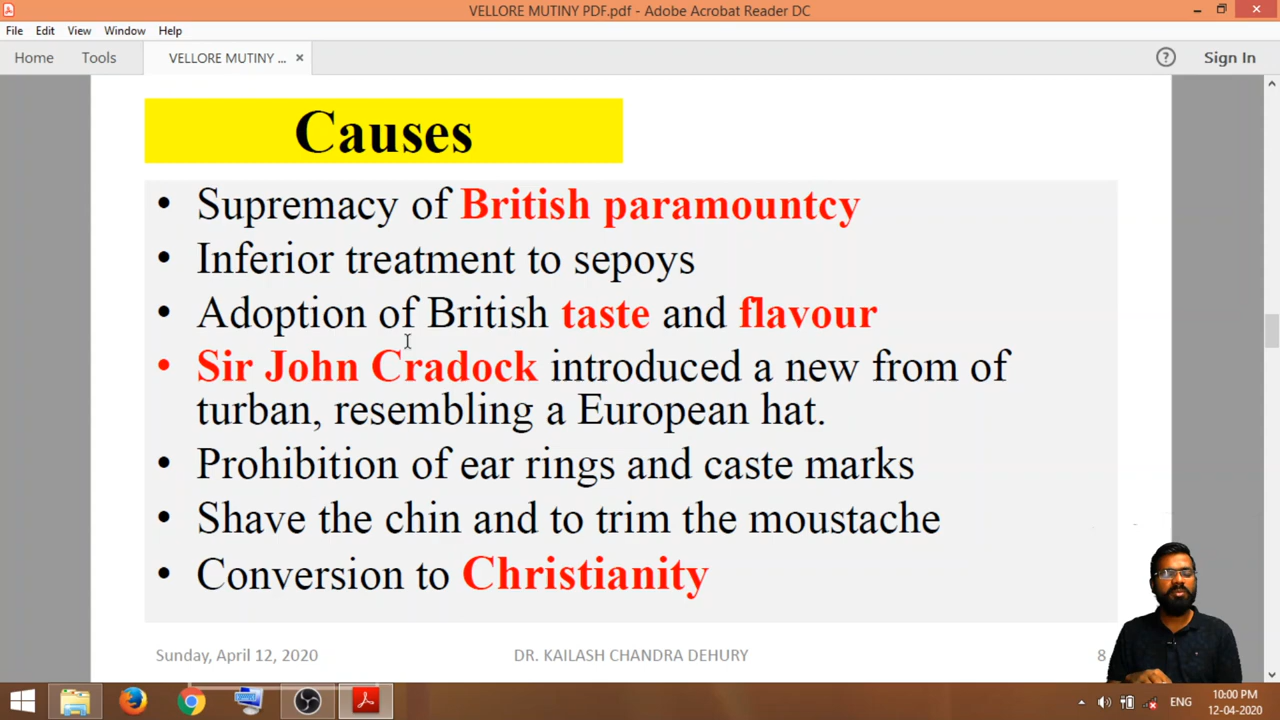 VELLORE MUTINY PDF.pdf - Adobe Acrobat Reader DC
File Edit View Window Help
Home Tools VELLORE MUTINY ... × ? Sign In
Causes
• Supremacy of British paramountcy
• Inferior treatment to sepoys
• Adoption of British taste and flavour
• Sir John Cradock introduced a new from of
turban, resembling a European hat.
• Prohibition of ear rings and caste marks
• Shave the chin and to trim the moustache
• Conversion to Christianity
Sunday, April 12, 2020 DR. KAILASH CHANDRA DEHURY 8
ENG 10:00 PM
12-04-2020